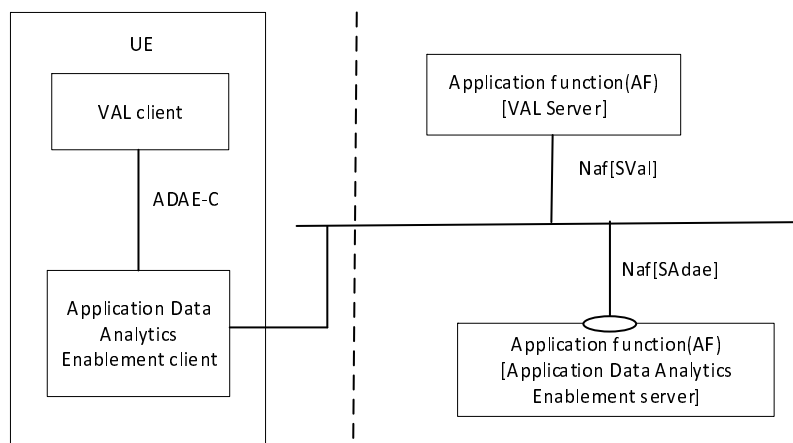 UE
VAL client
ADAE-C
Application Data
Analytics
Enablement client
Application function(AF)
[VAL Server]
Naf[SVal]
Naf[SAdae]
Application function(AF)
[Application Data Analytics
Enablement server]